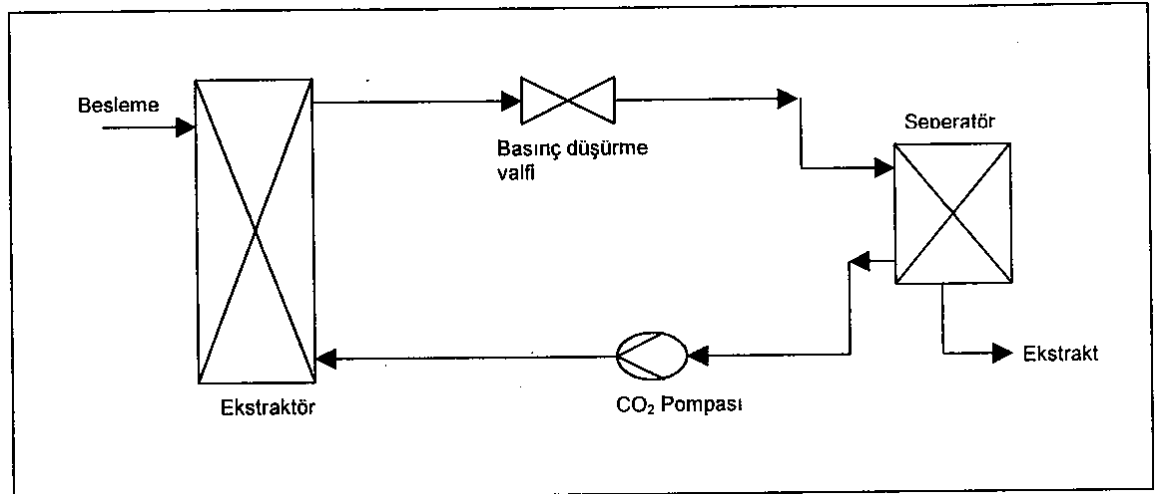 Besleme
Basınç düşürme
valfi
Seperatör
Ekstrakt
CO₂ Pompası
Ekstraktör